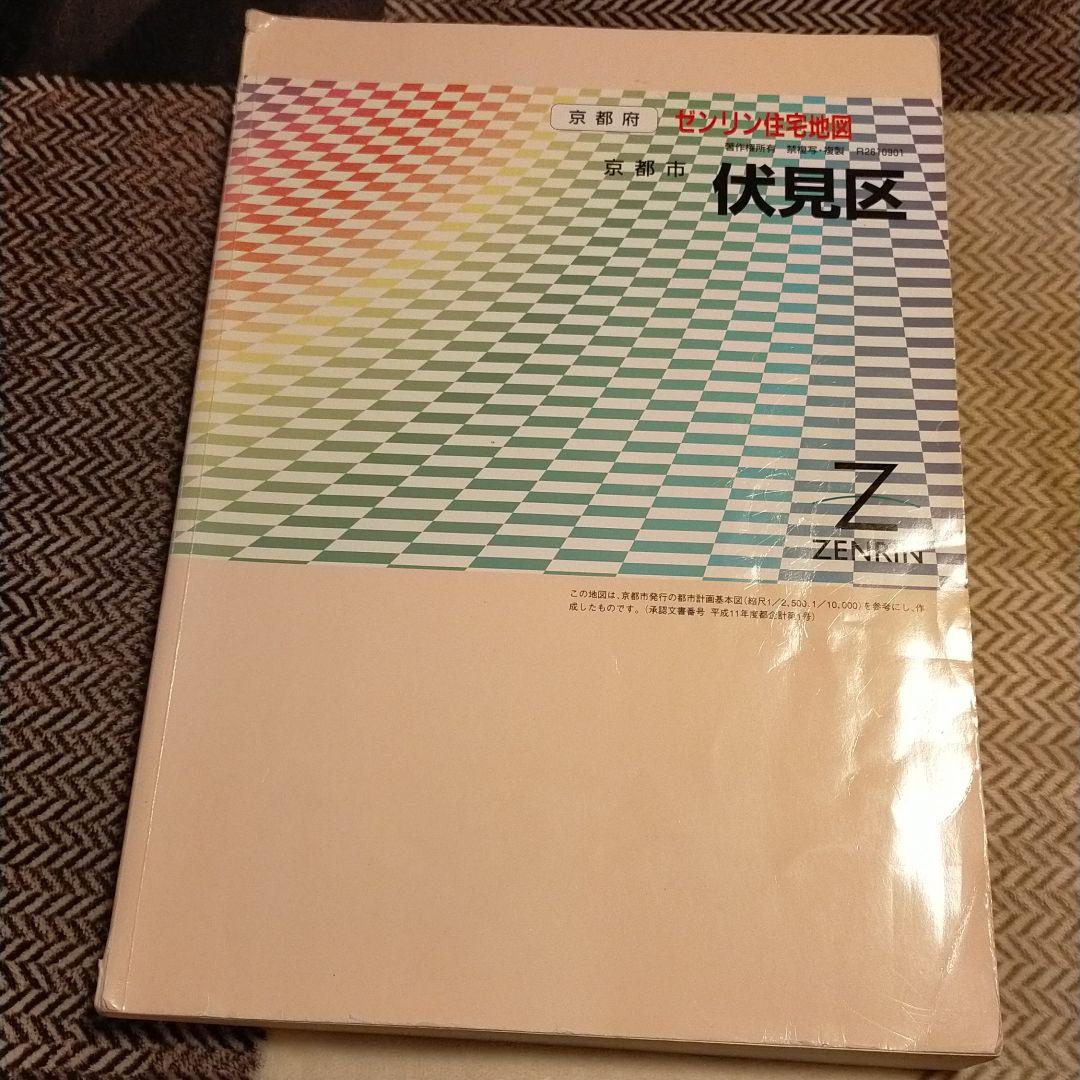 京都府
ゼンリン住宅地図
著作権所有 禁複写・複製 R2610901
京都市
伏見区
Z
ZENRIN
この地図は、京都市発行の都市計画基本図(縮尺1/2,500、1/10,000)を参考にし、作
成したものです。(承認文書番号 平成11年度都企計第1号)